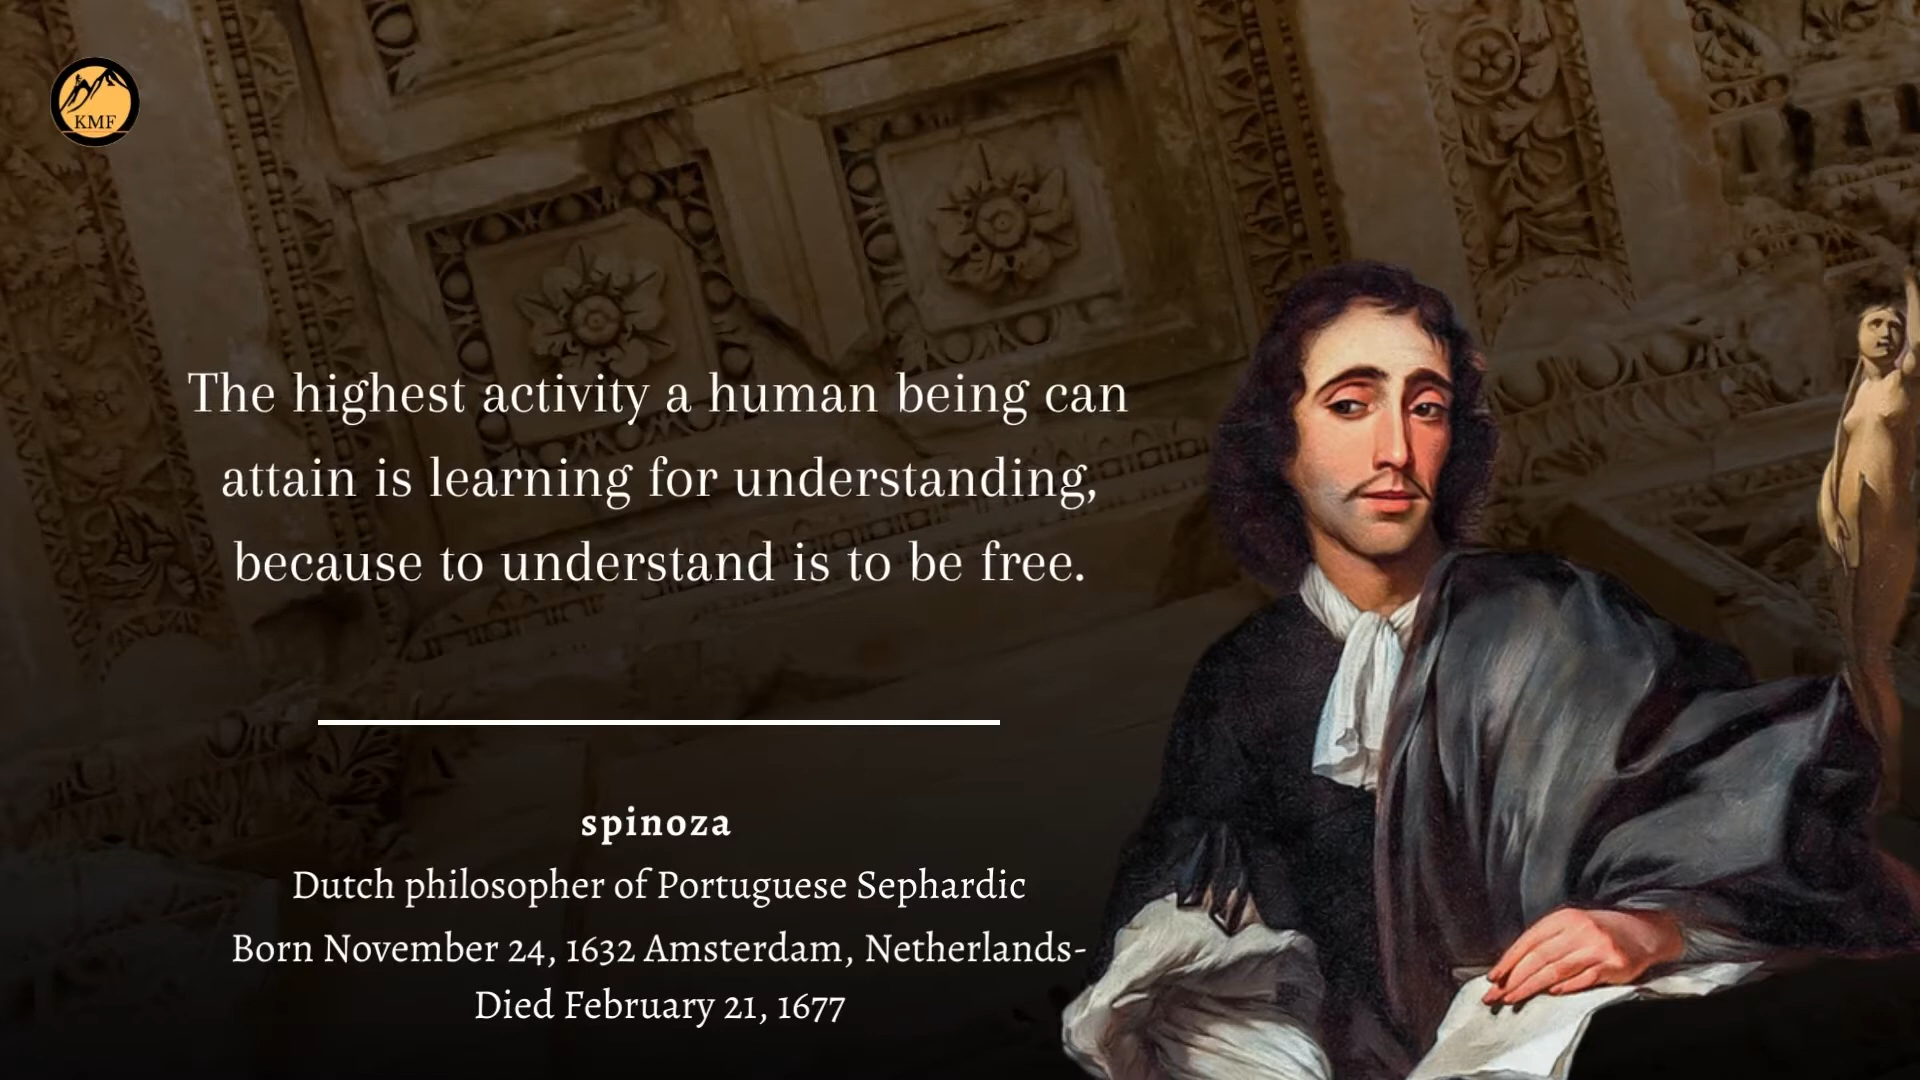 KMF
The highest activity a human being can
attain is learning for understanding,
because to understand is to be free.
spinoza
Dutch philosopher of Portuguese Sephardic
Born November 24, 1632 Amsterdam, Netherlands-
Died February 21, 1677